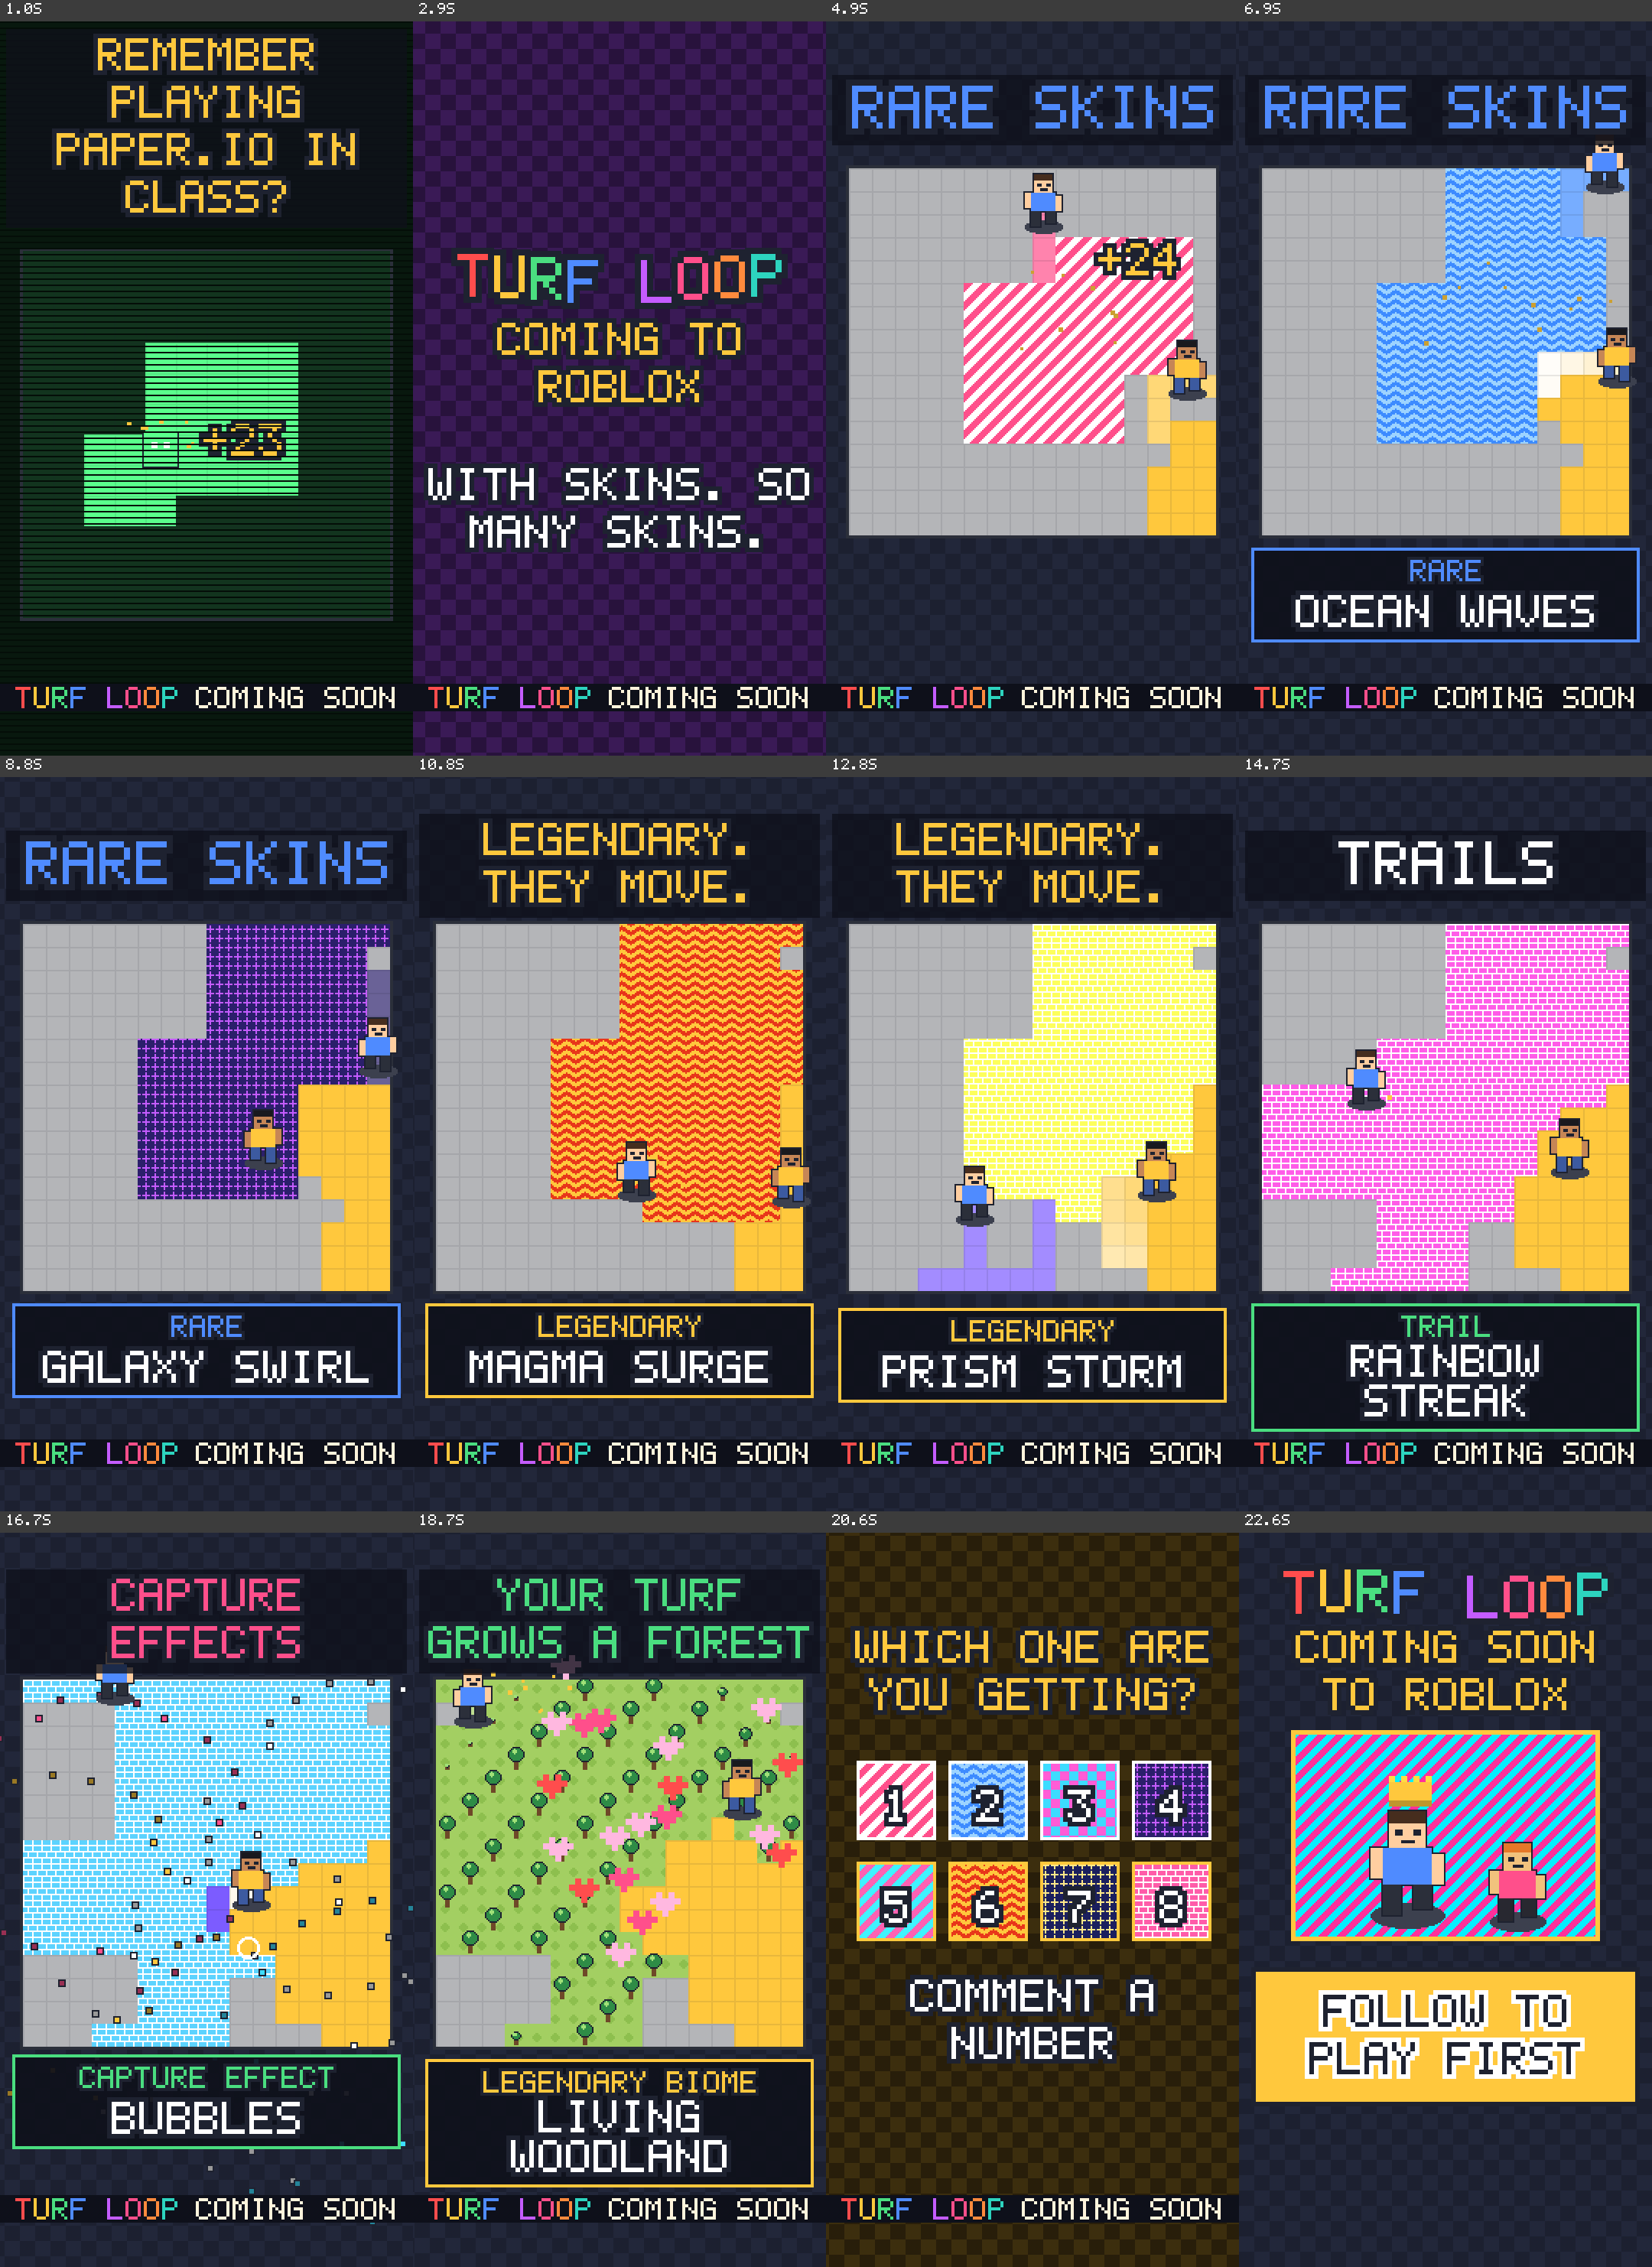 1.0S
REMEMBER
PLAYING
PAPER.IO IN
CLASS?
+23
TURF LOOP COMING SOON
2.9S
TURF LOOP
COMING TO
ROBLOX
WITH SKINS. SO
MANY SKINS.
TURF LOOP COMING SOON
4.9S
RARE SKINS
+24
TURF LOOP COMING SOON
6.9S
RARE SKINS
RARE
OCEAN WAVES
TURF LOOP COMING SOON
8.8S
RARE SKINS
RARE
GALAXY SWIRL
TURF LOOP COMING SOON
10.8S
LEGENDARY.
THEY MOVE.
LEGENDARY
MAGMA SURGE
TURF LOOP COMING SOON
12.8S
LEGENDARY.
THEY MOVE.
LEGENDARY
PRISM STORM
TURF LOOP COMING SOON
14.7S
TRAILS
TRAIL
RAINBOW
STREAK
TURF LOOP COMING SOON
16.7S
CAPTURE
EFFECTS
CAPTURE EFFECT
BUBBLES
TURF LOOP COMING SOON
18.7S
YOUR TURF
GROWS A FOREST
LEGENDARY BIOME
LIVING
WOODLAND
TURF LOOP COMING SOON
20.6S
WHICH ONE ARE
YOU GETTING?
1 2 3 4
5 6 7 8
COMMENT A
NUMBER
TURF LOOP COMING SOON
22.6S
TURF LOOP
COMING SOON
TO ROBLOX
FOLLOW TO
PLAY FIRST